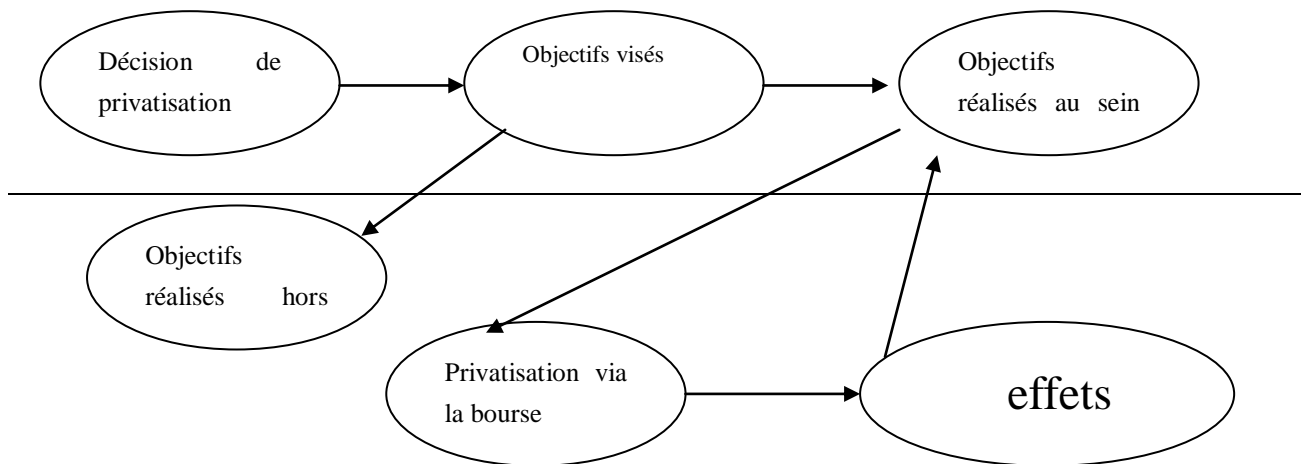 Décision de
privatisation
Objectifs visés
Objectifs
réalisés au sein
Objectifs
réalisés hors
Privatisation via
la bourse
effets